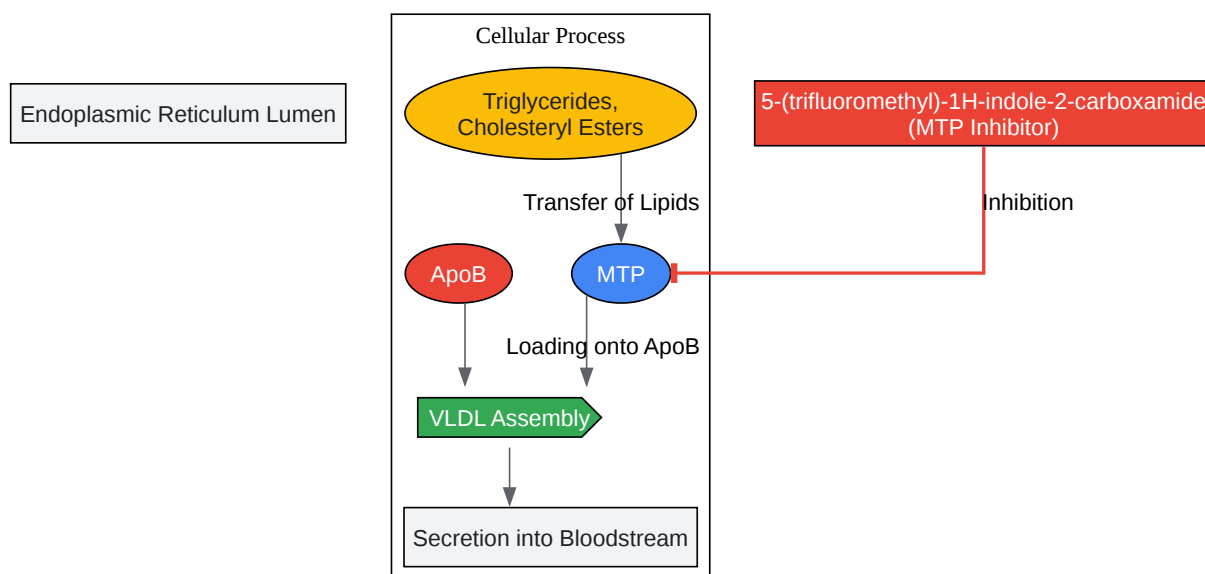 Cellular Process
Endoplasmic Reticulum Lumen
Triglycerides,
Cholesteryl Esters
5-(trifluoromethyl)-1H-indole-2-carboxamide
(MTP Inhibitor)
Transfer of Lipids
Inhibition
ApoB
MTP
Loading onto ApoB
VLDL Assembly
Secretion into Bloodstream